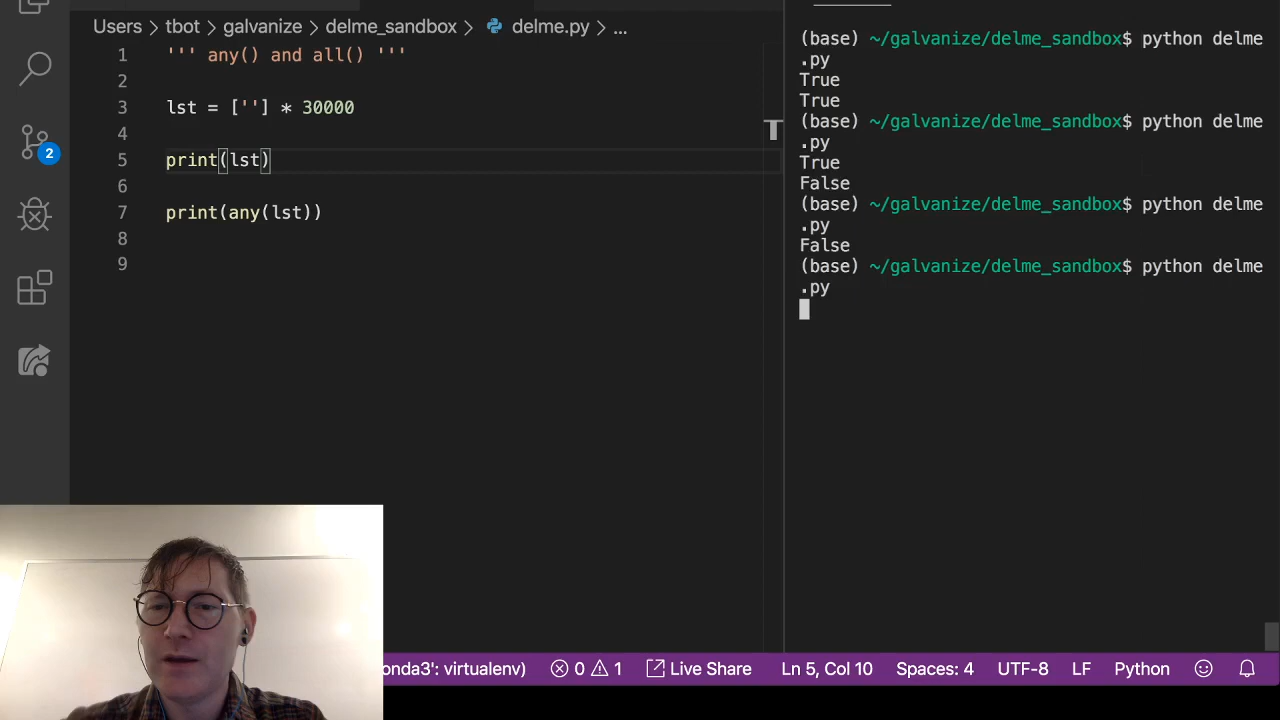 Users > tbot > galvanize > delme_sandbox > delme.py > ...
1 ''' any() and all() '''
2
3 lst = [''] * 30000
4
5 print(lst)
6
7 print(any(lst))
8
9
2
(base) ~/galvanize/delme_sandbox$ python delme
.py
True
True
(base) ~/galvanize/delme_sandbox$ python delme
.py
True
False
(base) ~/galvanize/delme_sandbox$ python delme
.py
False
(base) ~/galvanize/delme_sandbox$ python delme
.py
onda3': virtualenv) 0 1 Live Share Ln 5, Col 10 Spaces: 4 UTF-8 LF Python